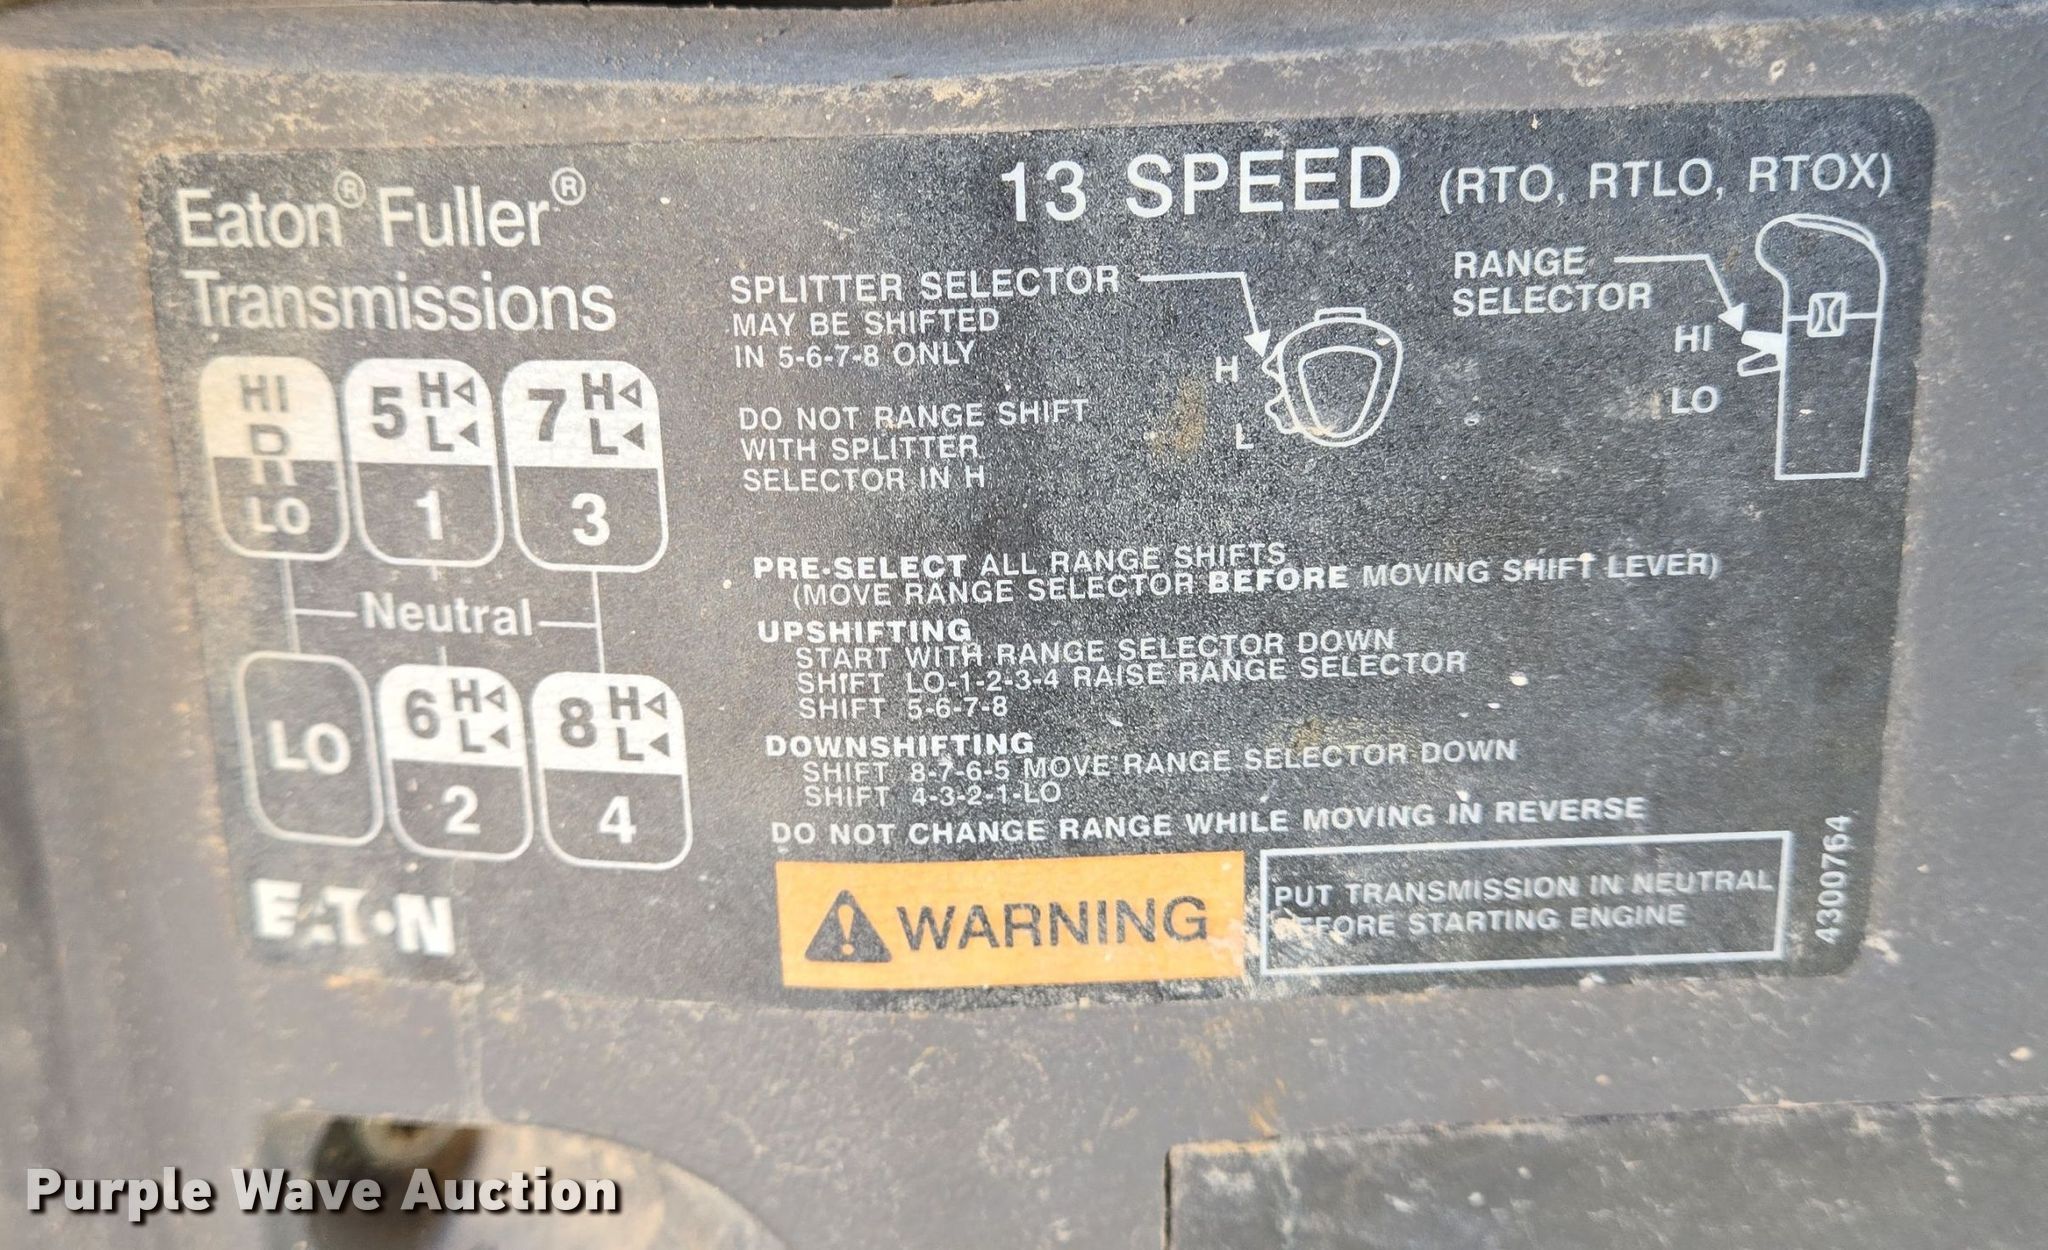 Eaton® Fuller®
Transmissions
13 SPEED (RTO, RTLO, RTOX)
HI
R
LO
5 H
L
1
7 H
L
3
Neutral
LO
6 H
L
2
8 H
L
4
EAT•N
SPLITTER SELECTOR
MAY BE SHIFTED
IN 5-6-7-8 ONLY
H
L
RANGE
SELECTOR
HI
LO
DO NOT RANGE SHIFT
WITH SPLITTER
SELECTOR IN H
PRE-SELECT ALL RANGE SHIFTS
(MOVE RANGE SELECTOR BEFORE MOVING SHIFT LEVER)
UPSHIFTING
START WITH RANGE SELECTOR DOWN
SHIFT LO-1-2-3-4 RAISE RANGE SELECTOR
SHIFT 5-6-7-8
DOWNSHIFTING
SHIFT 8-7-6-5 MOVE RANGE SELECTOR DOWN
SHIFT 4-3-2-1-LO
DO NOT CHANGE RANGE WHILE MOVING IN REVERSE
WARNING
PUT TRANSMISSION IN NEUTRAL
BEFORE STARTING ENGINE
4300764
Purple Wave Auction